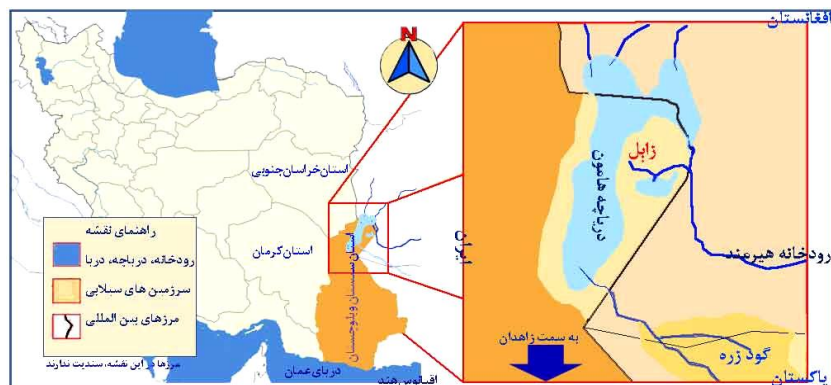 افغانستان
N
استان خراسان جنوبی
زابل
دریاچه هامون
راهنمای نقشه
رودخانه، دریاچه، دریا
سرزمین های سیلابی
مرزهای بین المللی
استان کرمان
استان سیستان و بلوچستان
ایران
رودخانه هیرمند
به سمت زاهدان
گود زره
مرزها در این نقشه، سندیت ندارند
دریای عمان
اقیانوس هند
پاکستان